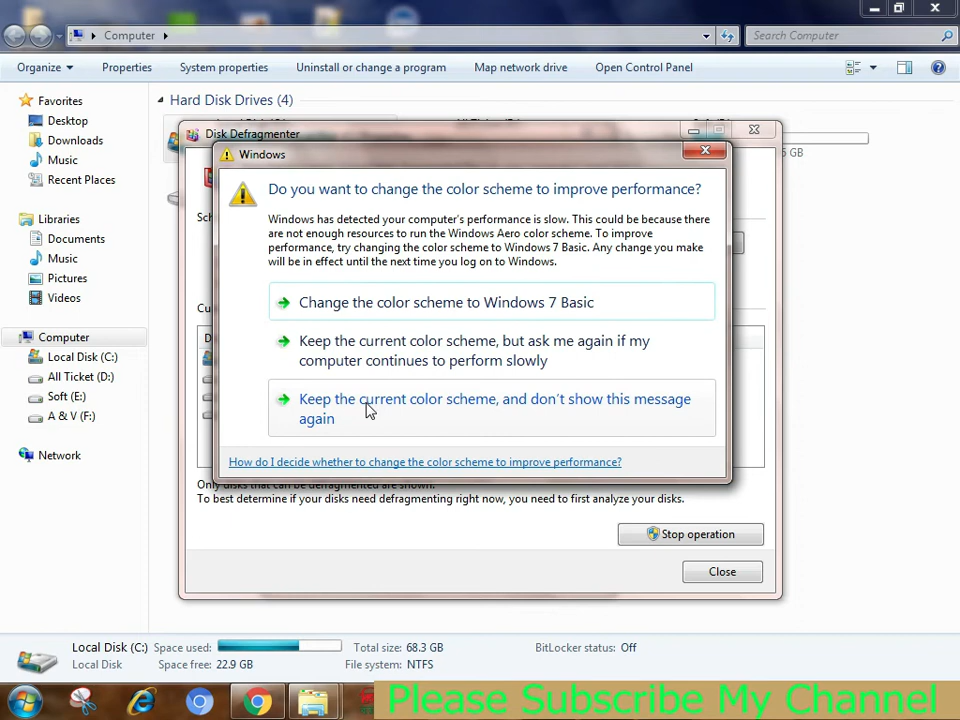 Computer
Search Computer
Organize
Properties
System properties
Uninstall or change a program
Map network drive
Open Control Panel
Favorites
Desktop
Downloads
Music
Recent Places
Libraries
Documents
Music
Pictures
Videos
Computer
Local Disk (C:)
All Ticket (D:)
Soft (E:)
A & V (F:)
Network
Hard Disk Drives (4)
Disk Defragmenter
Windows
Do you want to change the color scheme to improve performance?
Windows has detected your computer's performance is slow. This could be because there
are not enough resources to run the Windows Aero color scheme. To improve
performance, try changing the color scheme to Windows 7 Basic. Any change you make
will be in effect until the next time you log on to Windows.
Change the color scheme to Windows 7 Basic
Keep the current color scheme, but ask me again if my
computer continues to perform slowly
Keep the current color scheme, and don't show this message
again
How do I decide whether to change the color scheme to improve performance?
Only disks that can be defragmented are shown.
To best determine if your disks need defragmenting right now, you need to first analyze your disks.
Stop operation
Close
Local Disk (C:) Space used: Total size: 68.3 GB BitLocker status: Off
Local Disk Space free: 22.9 GB File system: NTFS
Please Subscribe My Channel